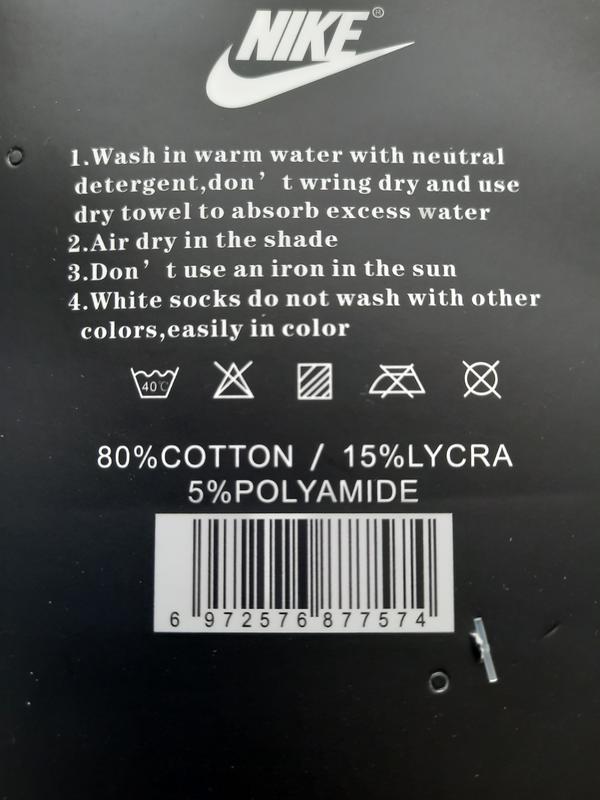 NIKE®
1.Wash in warm water with neutral
detergent,don’t wring dry and use
dry towel to absorb excess water
2.Air dry in the shade
3.Don’t use an iron in the sun
4.White socks do not wash with other
colors,easily in color
40℃
80%COTTON / 15%LYCRA
5%POLYAMIDE
6 972576 877574